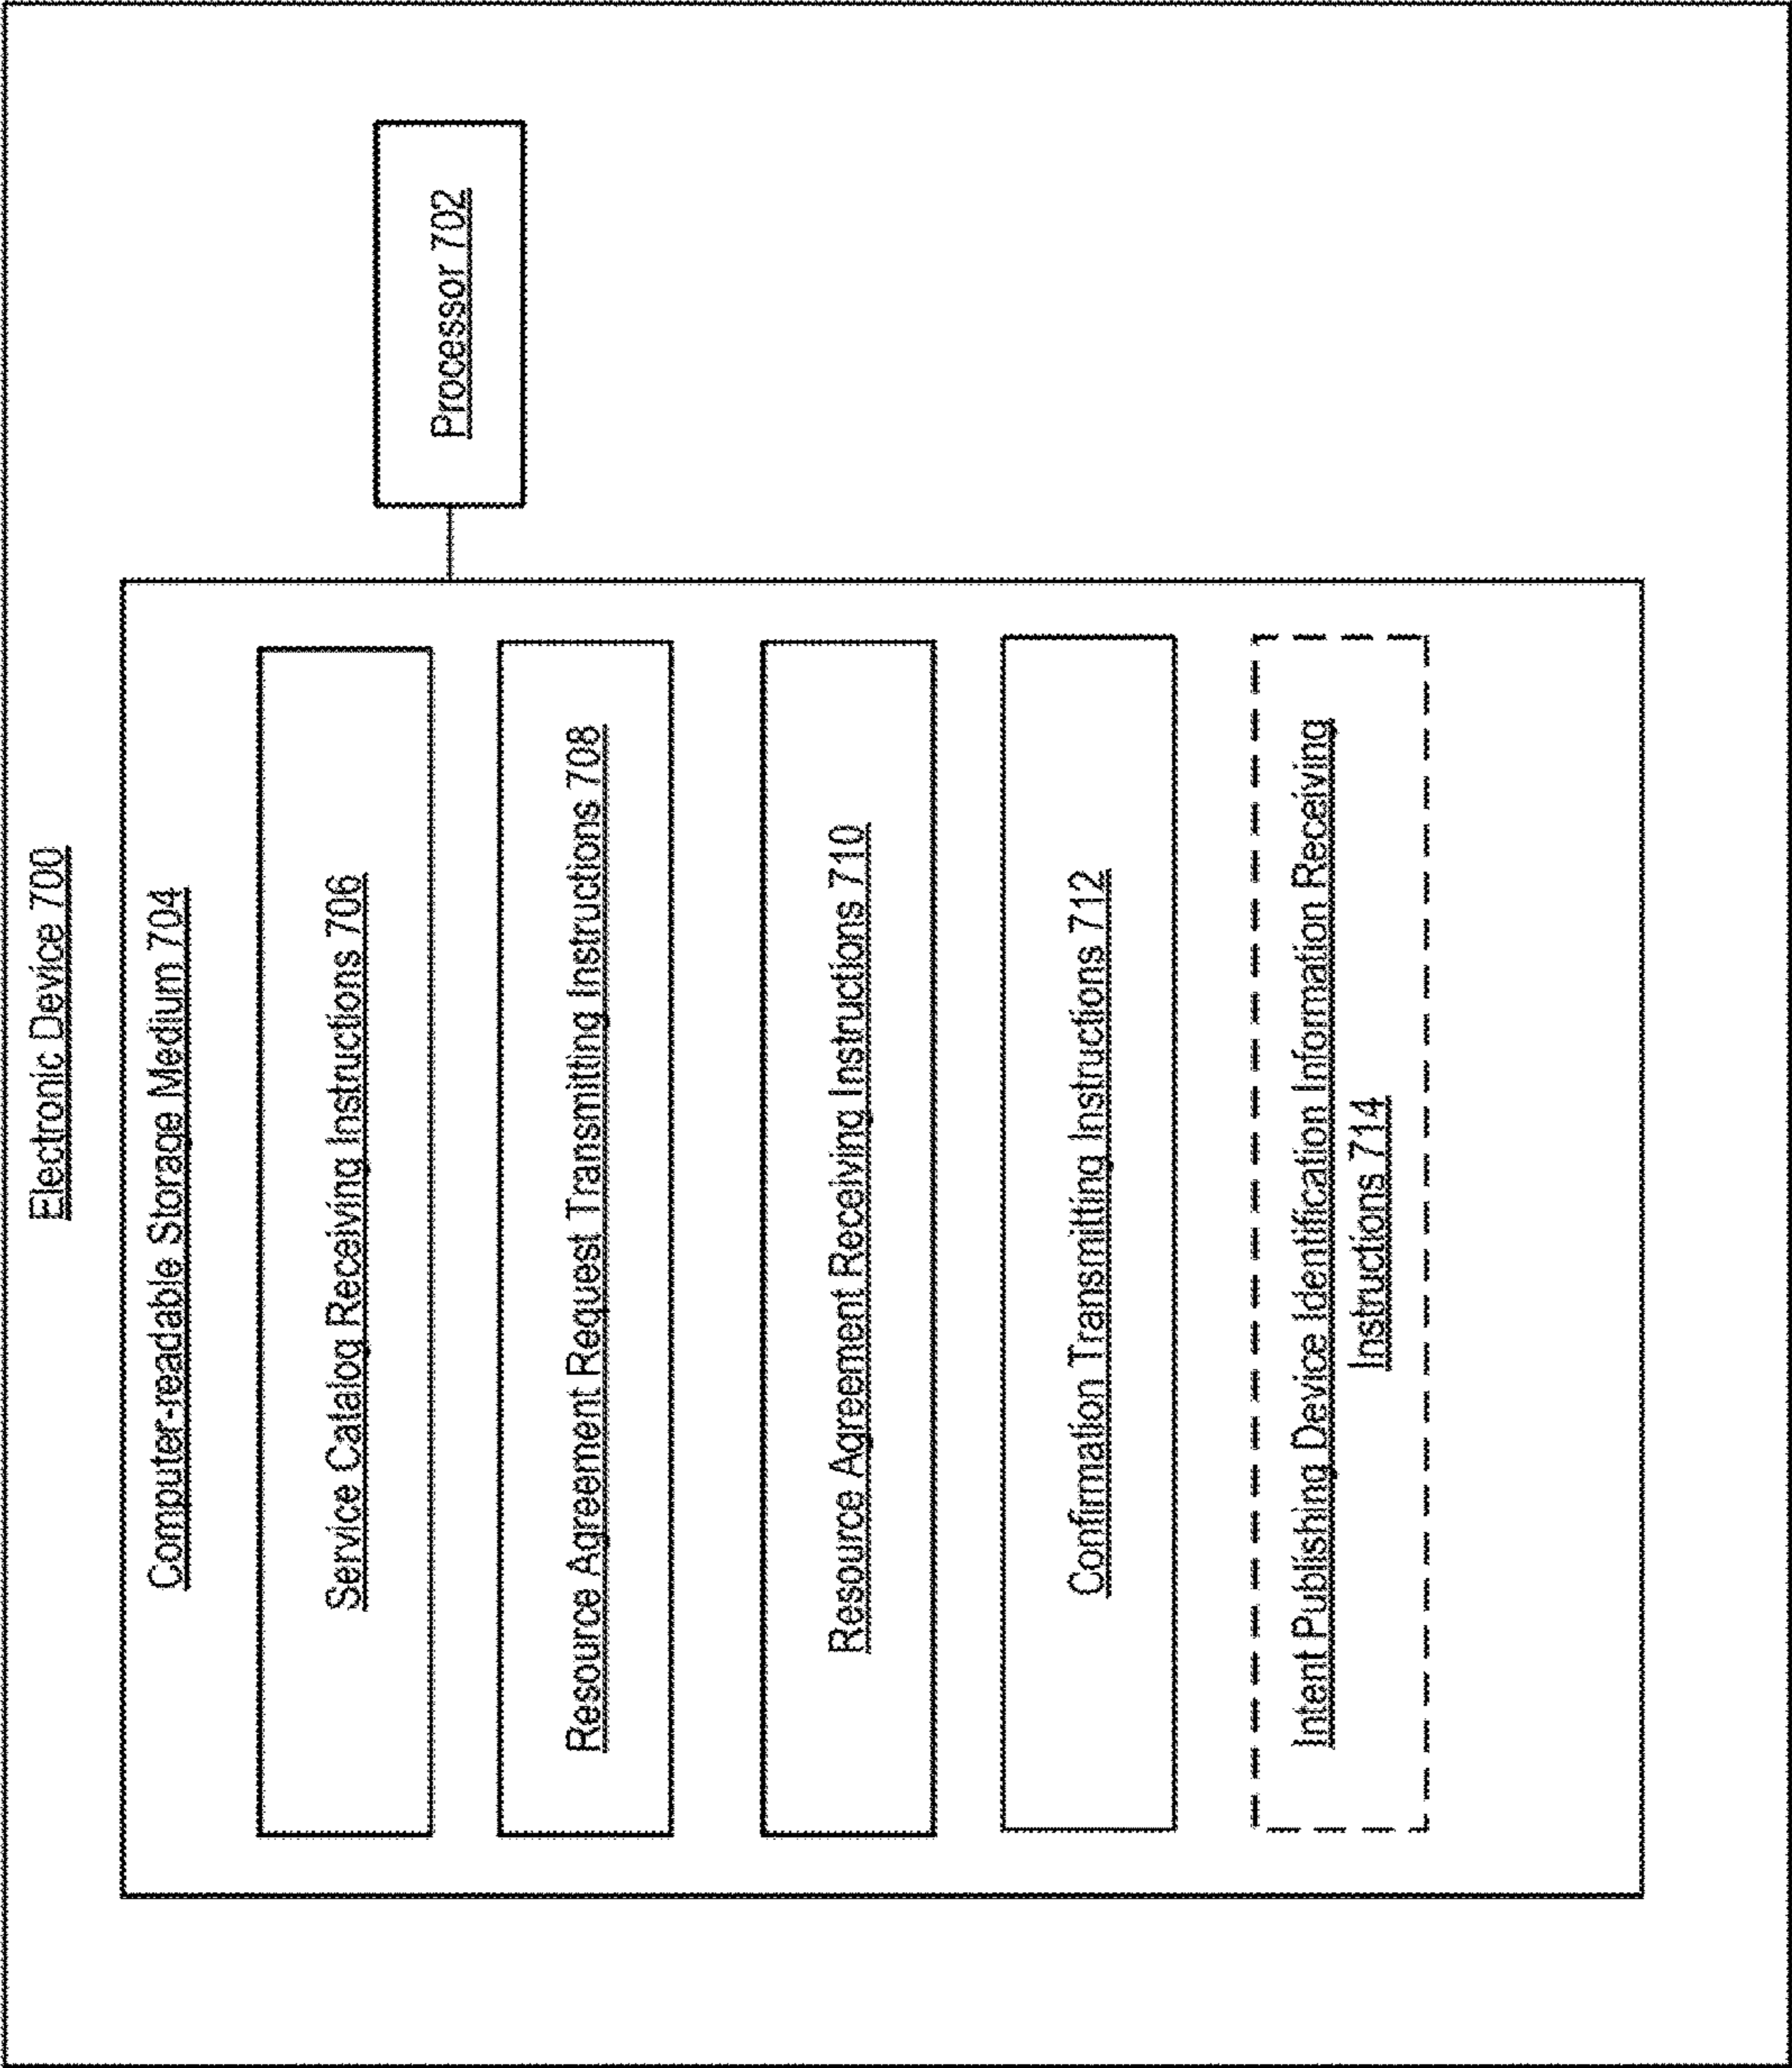 Electronic Device 700
Computer-readable Storage Medium 704
Service Catalog Receiving Instructions 706
Resource Agreement Request Transmitting Instructions 708
Resource Agreement Receiving Instructions 710
Confirmation Transmitting Instructions 712
Intent Publishing Device Identification Information Receiving
Instructions 714
Processor 702